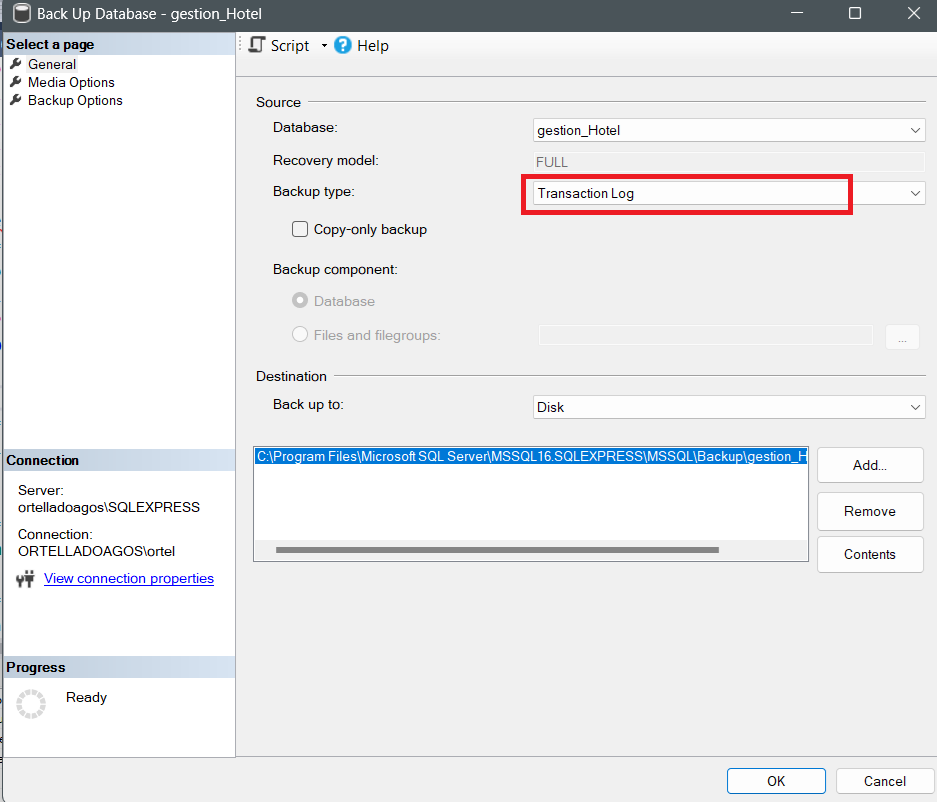 Back Up Database - gestion_Hotel
Select a page
General
Media Options
Backup Options
Script
Help
Source
Database:
gestion_Hotel
Recovery model:
FULL
Backup type:
Transaction Log
Copy-only backup
Backup component:
Database
Files and filegroups:
...
Destination
Back up to:
Disk
C:\Program Files\Microsoft SQL Server\MSSQL16.SQLEXPRESS\MSSQL\Backup\gestion_H
Add...
Remove
Contents
Connection
Server:
ortelladoagos\SQLEXPRESS
Connection:
ORTELLADOAGOS\ortel
View connection properties
Progress
Ready
OK
Cancel